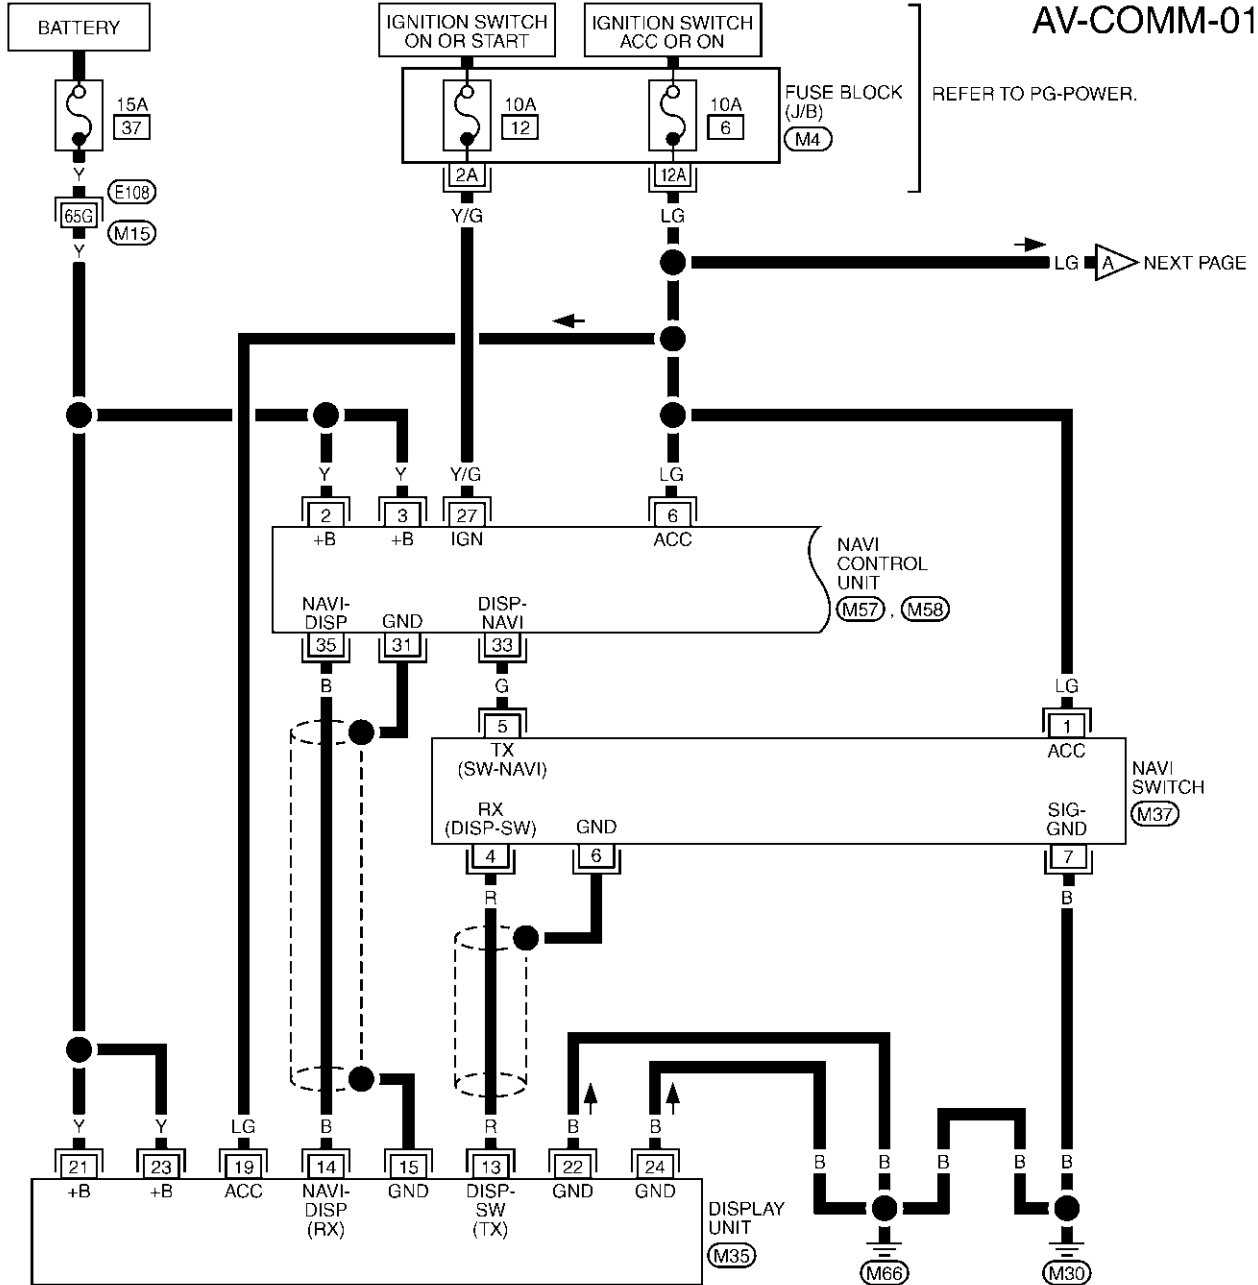 AV-COMM-01
BATTERY
IGNITION SWITCH
ON OR START
IGNITION SWITCH
ACC OR ON
15A
37
10A
12
10A
6
FUSE BLOCK
(J/B)
M4
REFER TO PG-POWER.
Y
2A
12A
E108
65G
M15
Y/G
LG
Y
LG
A
NEXT PAGE
Y
Y
Y/G
LG
2
3
27
6
+B
+B
IGN
ACC
NAVI
CONTROL
UNIT
M57 , M58
NAVI-
DISP
GND
DISP-
NAVI
35
31
33
B
G
LG
5
1
TX
(SW-NAVI)
ACC
NAVI
SWITCH
M37
RX
(DISP-SW)
GND
SIG-
GND
4
6
7
R
B
Y
Y
LG
B
R
B
B
B
B
B
B
B
21
23
19
14
15
13
22
24
+B
+B
ACC
NAVI-
DISP
(RX)
GND
DISP-
SW
(TX)
GND
GND
DISPLAY
UNIT
M35
M66
M30